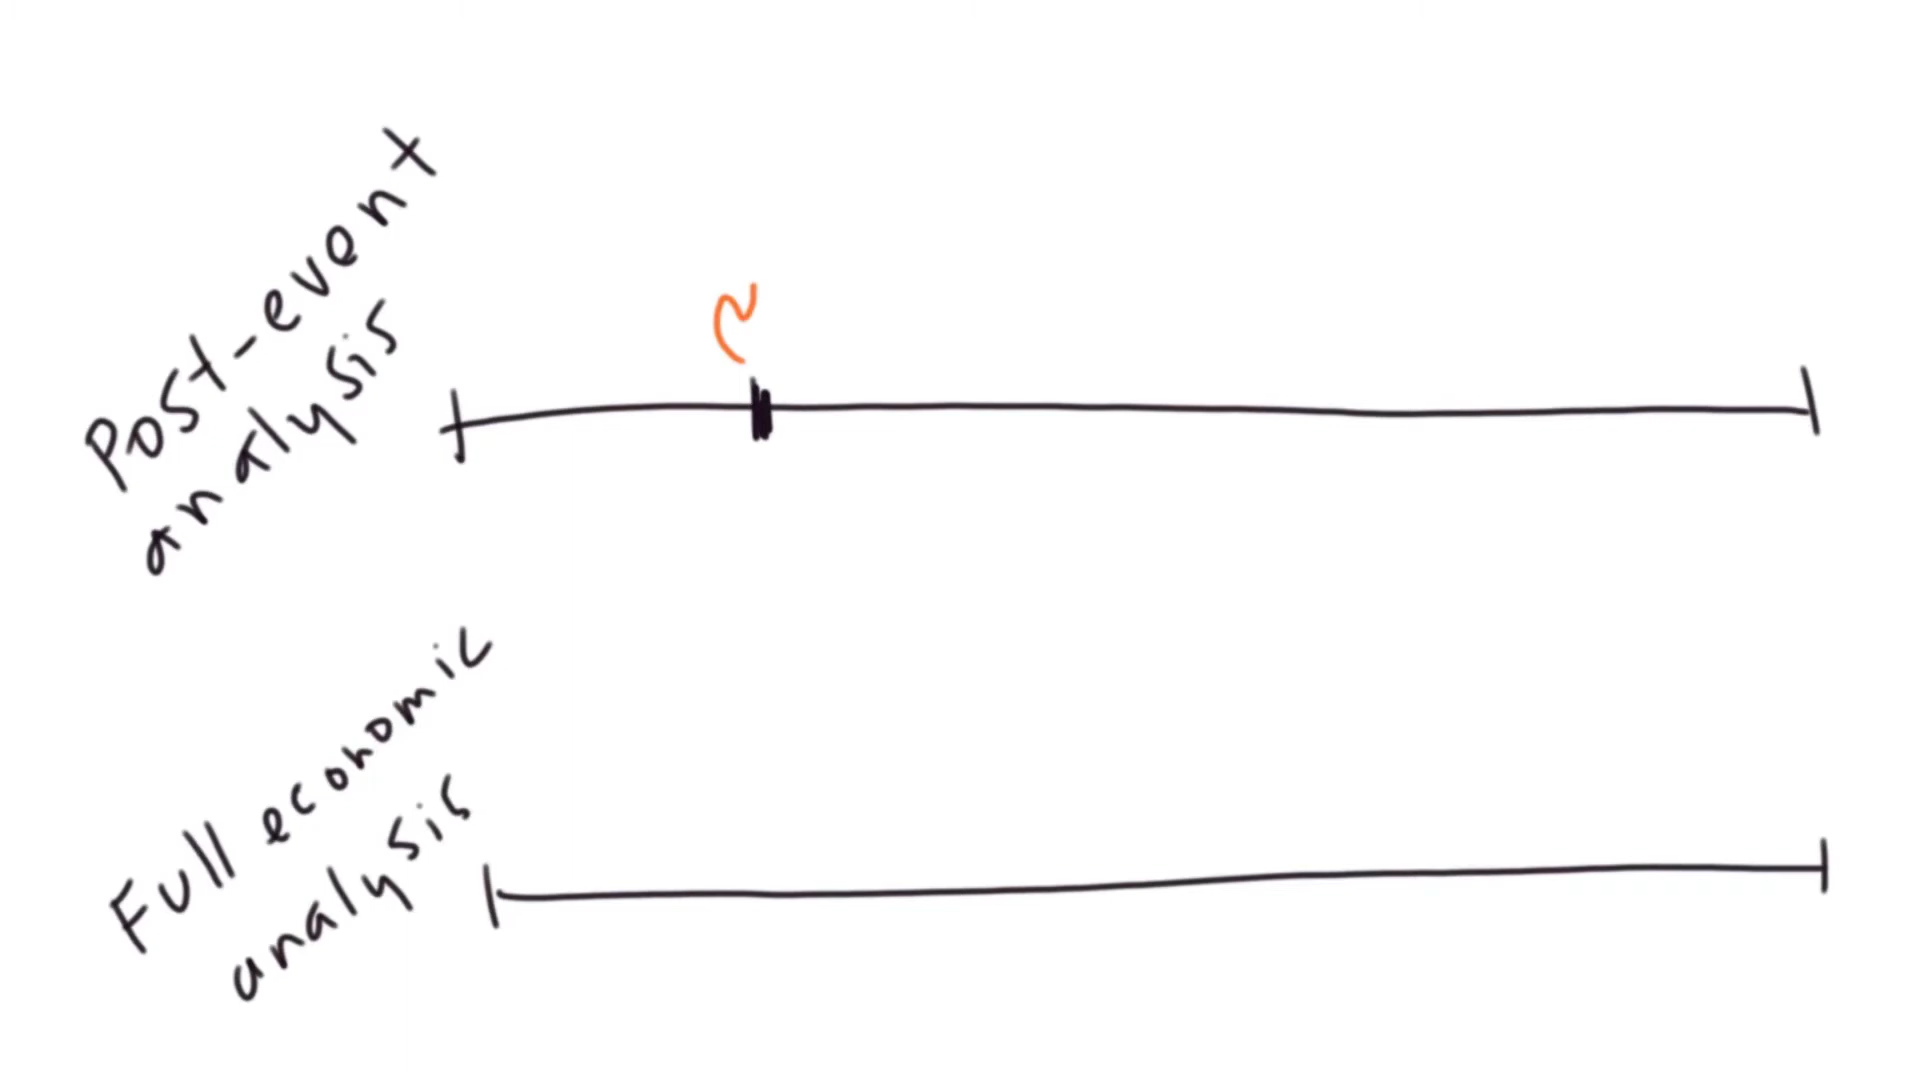 Post-event
analysis
Full economic
analysis